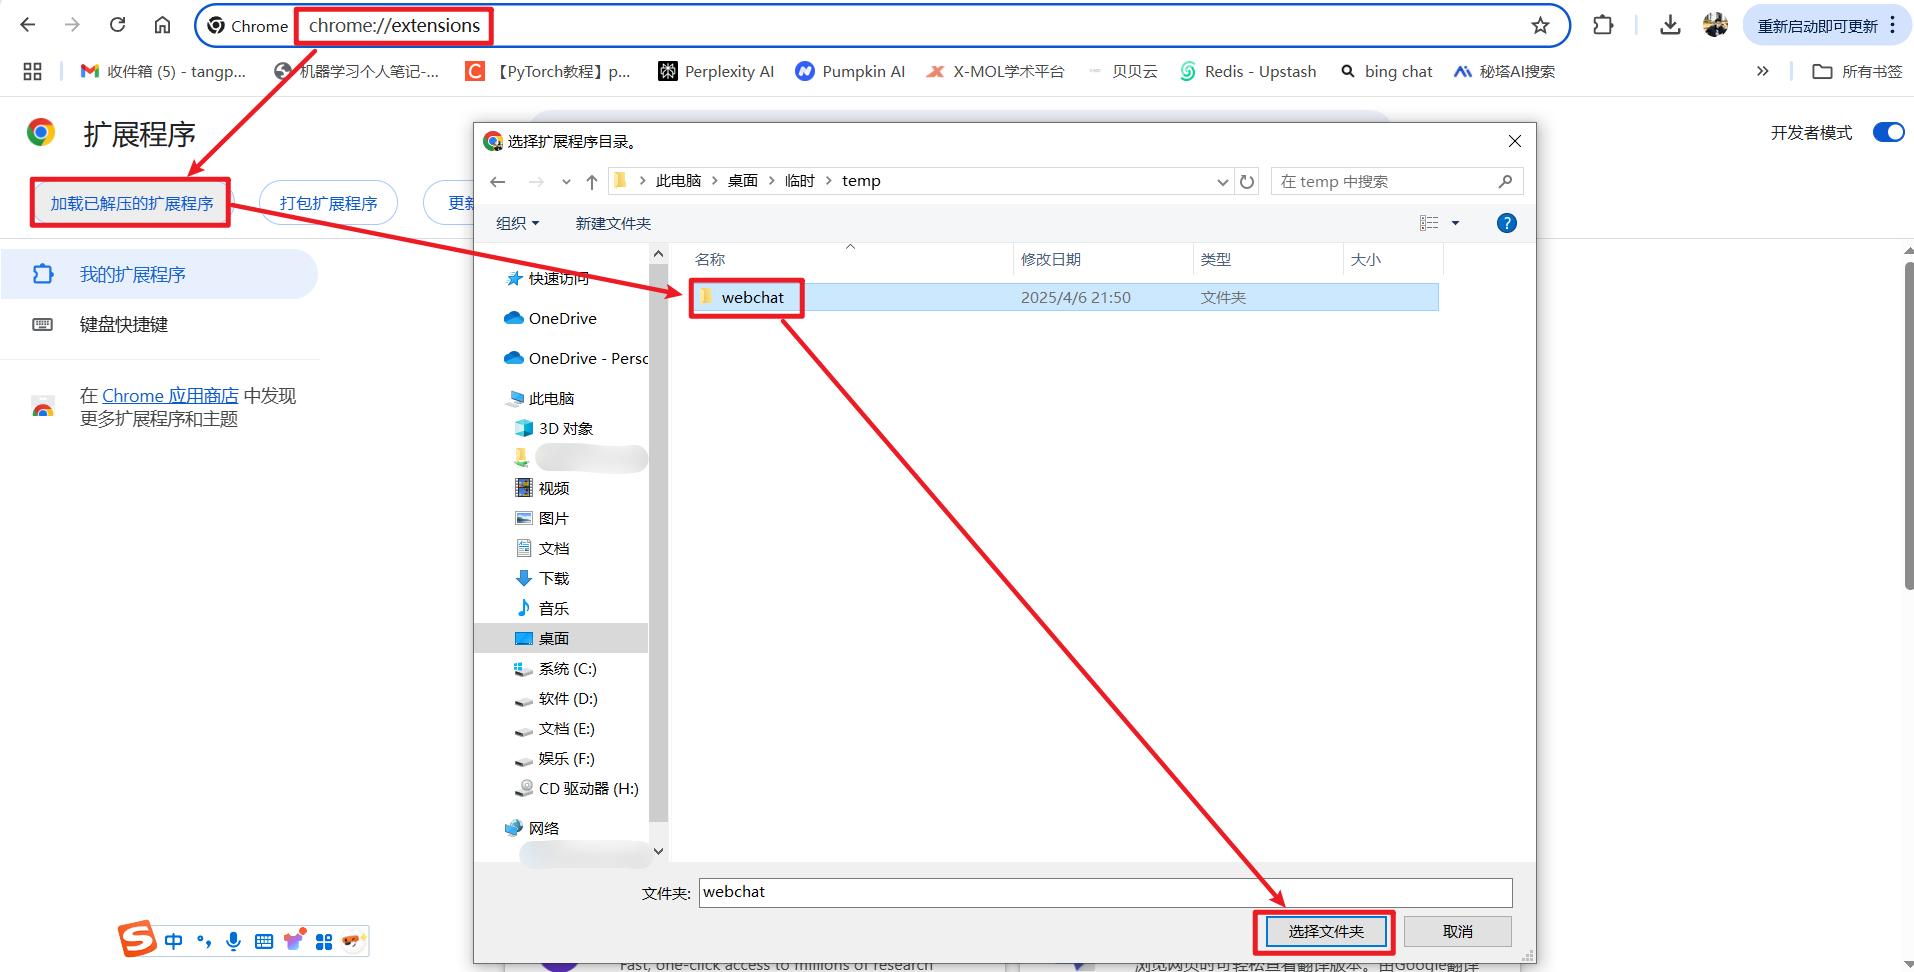 Chrome chrome://extensions 重新启动即可更新
收件箱 (5) - tangp... 机器学习个人笔记-... 【PyTorch教程】p... Perplexity AI Pumpkin AI X-MOL学术平台 贝贝云 Redis - Upstash bing chat 秘塔AI搜索 » 所有书签
扩展程序 开发者模式
加载已解压的扩展程序 打包扩展程序 更新
我的扩展程序
键盘快捷键
在 Chrome 应用商店 中发现
更多扩展程序和主题
选择扩展程序目录。
此电脑 › 桌面 › 临时 › temp 在 temp 中搜索
组织 新建文件夹
快速访问
OneDrive
OneDrive - Persc
此电脑
3D 对象
视频
图片
文档
下载
音乐
桌面
系统 (C:)
软件 (D:)
文档 (E:)
娱乐 (F:)
CD 驱动器 (H:)
网络
名称 修改日期 类型 大小
webchat 2025/4/6 21:50 文件夹
文件夹: webchat
选择文件夹 取消
中
Fast, one-click access to millions of research
浏览网页时可轻松查看翻译版本。由Google翻译